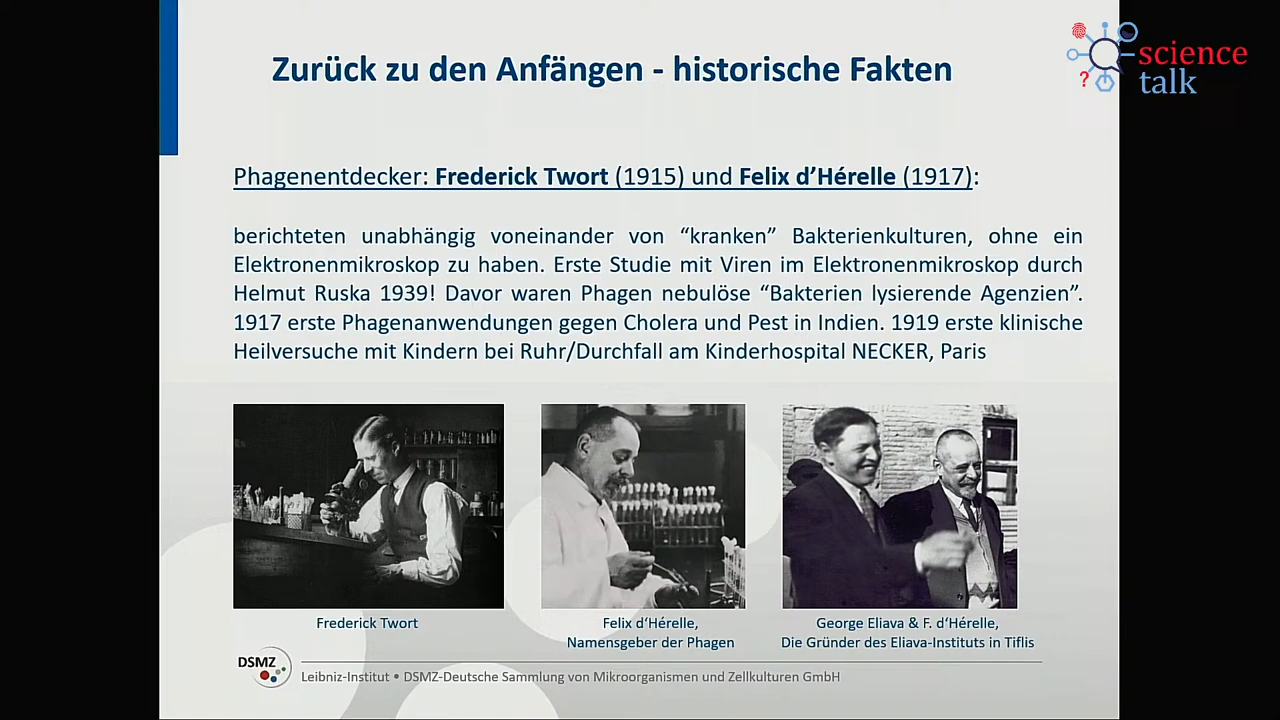 Zurück zu den Anfängen - historische Fakten
science
?
talk
Phagenentdecker: Frederick Twort (1915) und Felix d’Hérelle (1917):
berichteten unabhängig voneinander von “kranken” Bakterienkulturen, ohne ein
Elektronenmikroskop zu haben. Erste Studie mit Viren im Elektronenmikroskop durch
Helmut Ruska 1939! Davor waren Phagen nebulöse “Bakterien lysierende Agenzien”.
1917 erste Phagenanwendungen gegen Cholera und Pest in Indien. 1919 erste klinische
Heilversuche mit Kindern bei Ruhr/Durchfall am Kinderhospital NECKER, Paris
Frederick Twort
Felix d‘Hérelle,
Namensgeber der Phagen
George Eliava & F. d‘Hérelle,
Die Gründer des Eliava-Instituts in Tiflis
DSMZ
Leibniz-Institut • DSMZ-Deutsche Sammlung von Mikroorganismen und Zellkulturen GmbH